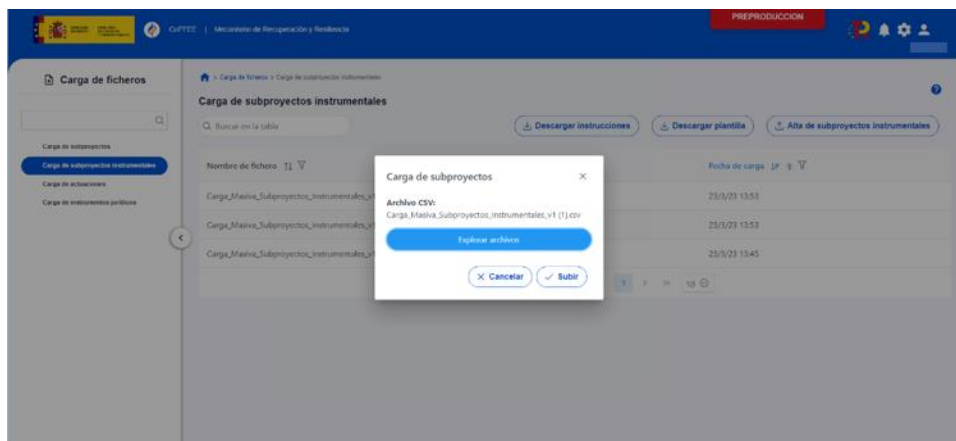 PREPRODUCCION
CoFFEE | Mecanismo de Recuperación y Resiliencia
Carga de ficheros
> Carga de ficheros > Carga de subproyectos instrumentales
Carga de subproyectos instrumentales
Buscar en la tabla
Descargar instrucciones
Descargar plantilla
Alta de subproyectos instrumentales
Carga de subproyectos
Carga de subproyectos instrumentales
Carga de actuaciones
Carga de instrumentos jurídicos
Nombre de fichero
Fecha de carga
Carga_Masiva_Subproyectos_Instrumentales_v1
23/3/23 13:53
Carga_Masiva_Subproyectos_Instrumentales_v1
23/3/23 13:53
Carga_Masiva_Subproyectos_Instrumentales_v1
23/3/23 13:45
1
10
Carga de subproyectos
Archivo CSV:
Carga_Masiva_Subproyectos_Instrumentales_v1 (1).csv
Explorar archivos
Cancelar
Subir